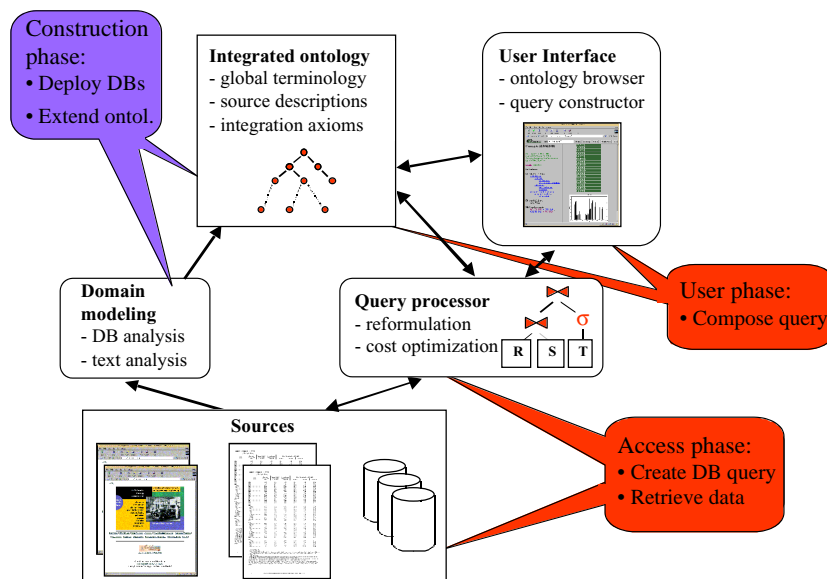 Construction
phase:
• Deploy DBs
• Extend ontol.
Integrated ontology
- global terminology
- source descriptions
- integration axioms
User Interface
- ontology browser
- query constructor
Domain
modeling
- DB analysis
- text analysis
Query processor
- reformulation
- cost optimization
σ
R S T
User phase:
• Compose query
Sources
Access phase:
• Create DB query
• Retrieve data